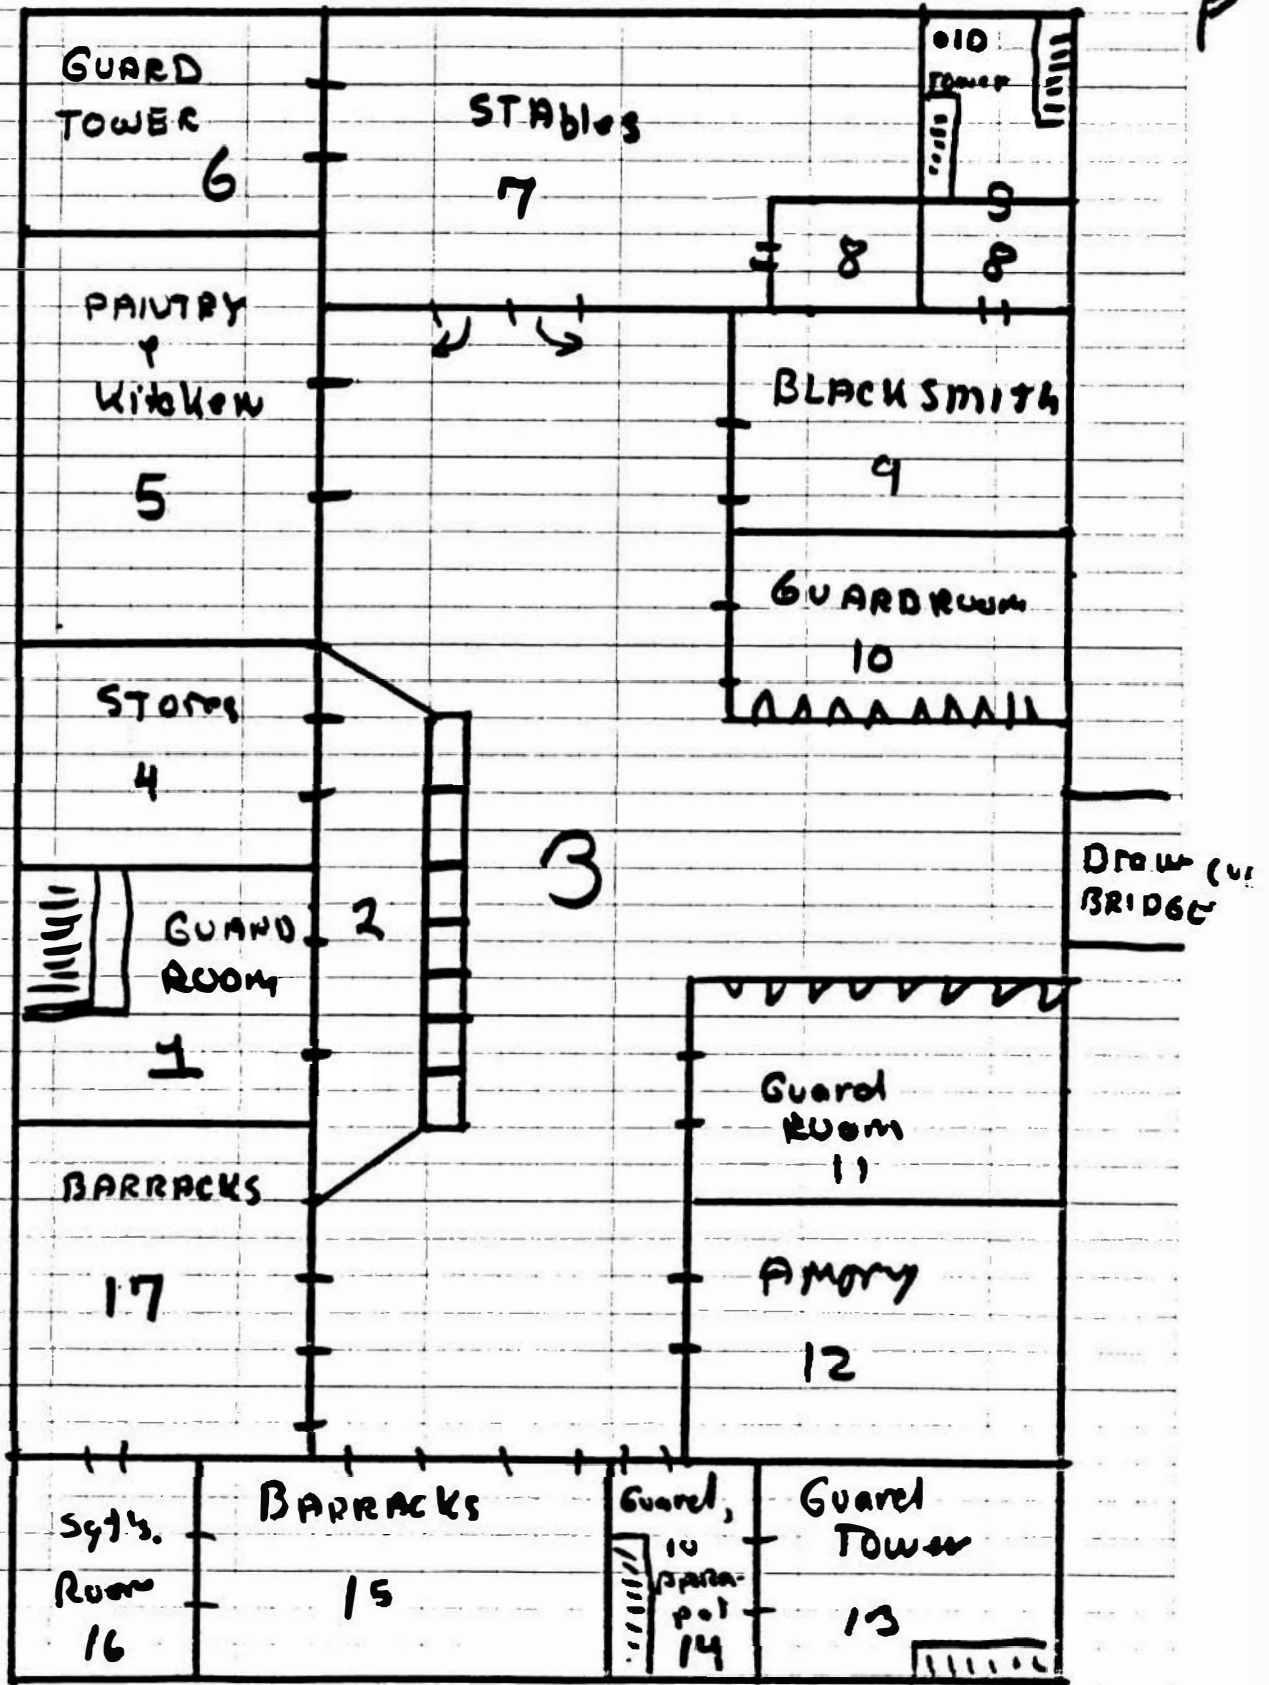 GUARD
TOWER
6
STAbles
7
OlD
TOWER
9
8
8
PANTRY
&
Kitchen
5
BLACKSMITH
9
GUARDROOM
10
STORES
4
3
2
Draw
BRIDGE
GUARD
ROOM
1
Guard
Room
11
BARRACKS
17
Amory
12
Sgt's.
Room
16
BARRACKS
15
Guard,
to
PARA-
pet
14
Guard
Tower
13